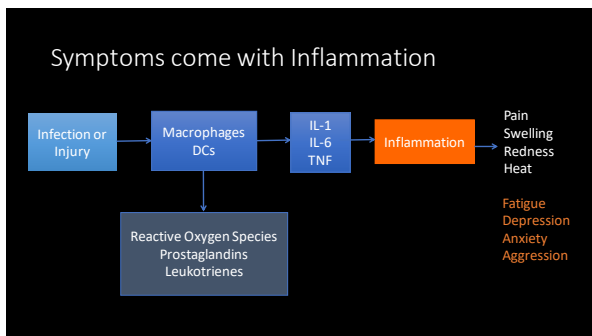 Symptoms come with Inflammation
Infection or
Injury
Macrophages
DCs
IL-1
IL-6
TNF
Inflammation
Pain
Swelling
Redness
Heat
Fatigue
Depression
Anxiety
Aggression
Reactive Oxygen Species
Prostaglandins
Leukotrienes